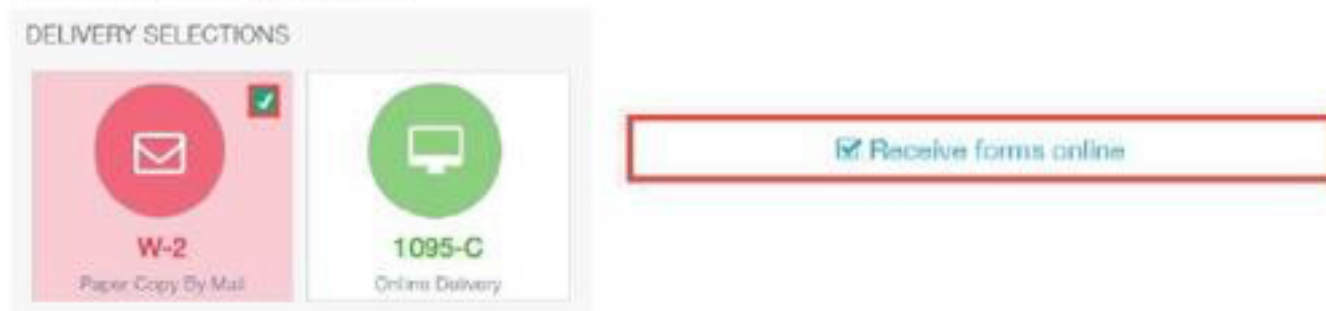 DELIVERY SELECTIONS
W-2
Paper Copy By Mail
1095-C
Online Delivery
Receive forms online